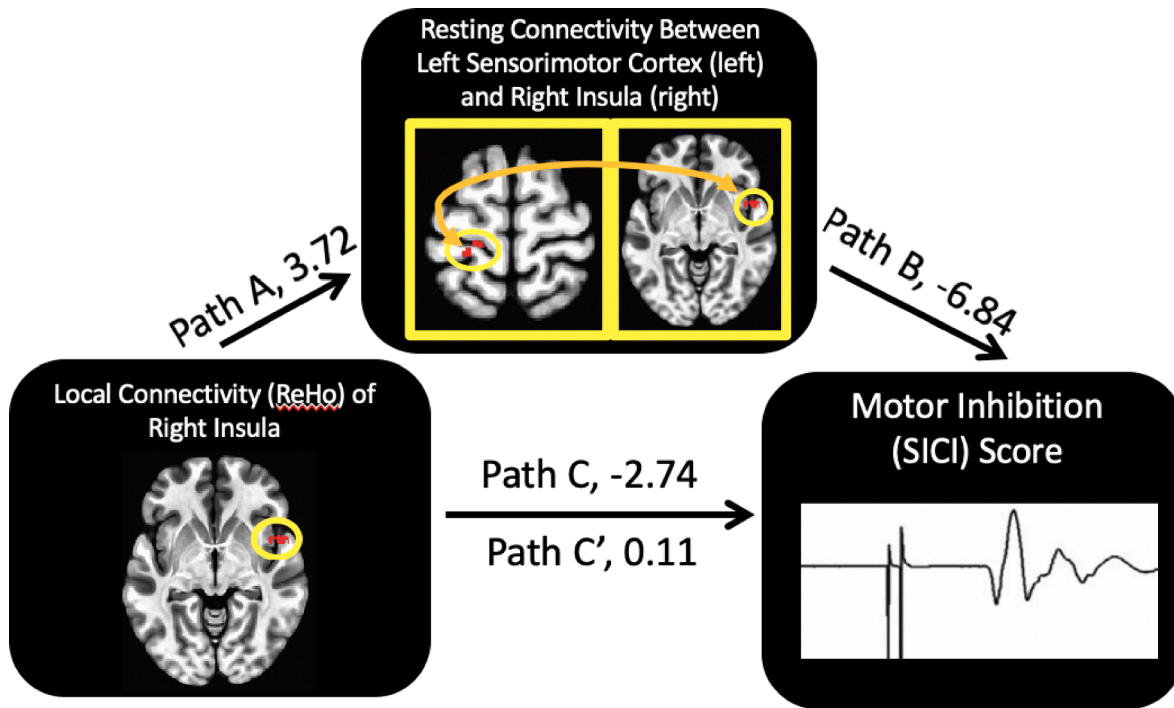 Resting Connectivity Between
Left Sensorimotor Cortex (left)
and Right Insula (right)
Path A, 3.72
Path B, -6.84
Local Connectivity (ReHo) of
Right Insula
Path C, -2.74
Path C’, 0.11
Motor Inhibition
(SICI) Score